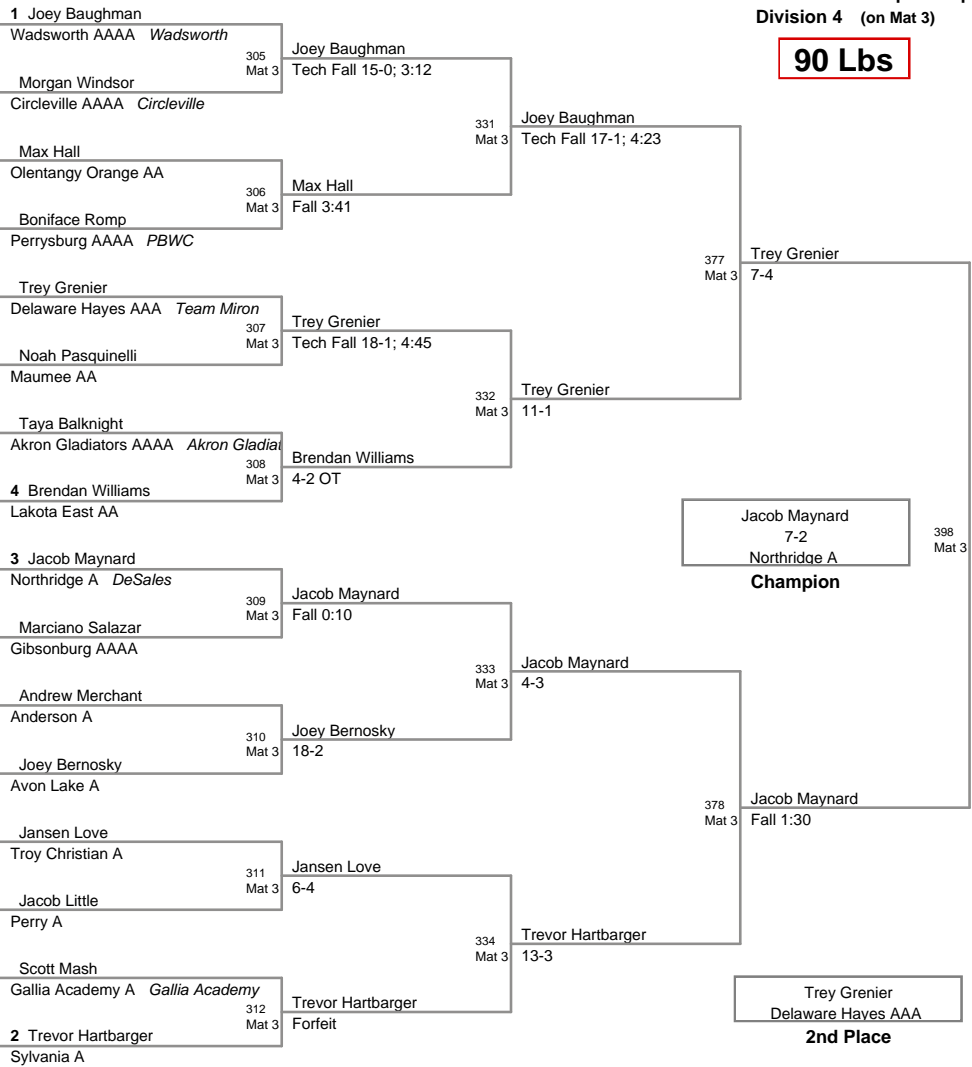 Division 4 (on Mat 3)
90 Lbs
1 Joey Baughman
Wadsworth AAAA Wadsworth
305
Mat 3
Morgan Windsor
Circleville AAAA Circleville
Joey Baughman
Tech Fall 15-0; 3:12
Max Hall
Olentangy Orange AA
306
Mat 3
Boniface Romp
Perrysburg AAAA PBWC
Max Hall
Fall 3:41
331
Mat 3
Joey Baughman
Tech Fall 17-1; 4:23
Trey Grenier
Delaware Hayes AAA Team Miron
307
Mat 3
Noah Pasquinelli
Maumee AA
Trey Grenier
Tech Fall 18-1; 4:45
Taya Balknight
Akron Gladiators AAAA Akron Gladiat
308
Mat 3
4 Brendan Williams
Lakota East AA
Brendan Williams
4-2 OT
332
Mat 3
Trey Grenier
11-1
377
Mat 3
Trey Grenier
7-4
3 Jacob Maynard
Northridge A DeSales
309
Mat 3
Marciano Salazar
Gibsonburg AAAA
Jacob Maynard
Fall 0:10
Andrew Merchant
Anderson A
310
Mat 3
Joey Bernosky
Avon Lake A
Joey Bernosky
18-2
333
Mat 3
Jacob Maynard
4-3
Jansen Love
Troy Christian A
311
Mat 3
Jacob Little
Perry A
Jansen Love
6-4
Scott Mash
Gallia Academy A Gallia Academy
312
Mat 3
2 Trevor Hartbarger
Sylvania A
Trevor Hartbarger
Forfeit
334
Mat 3
Trevor Hartbarger
13-3
378
Mat 3
Jacob Maynard
Fall 1:30
398
Mat 3
Jacob Maynard
7-2
Northridge A
Champion
Trey Grenier
Delaware Hayes AAA
2nd Place